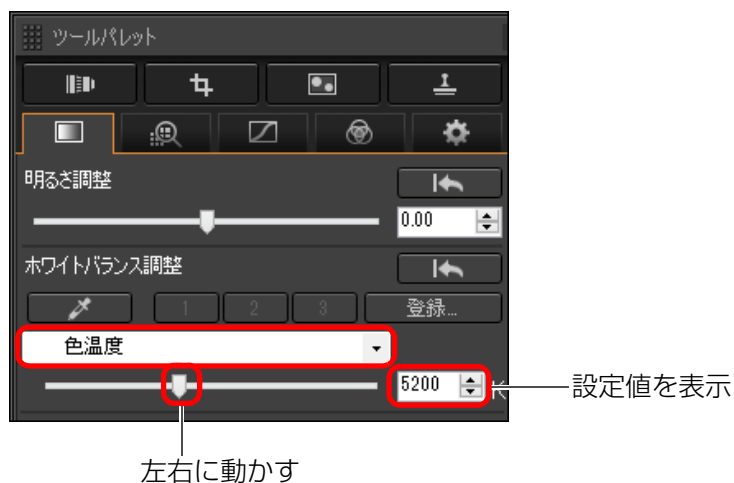 ツールパレット
明るさ調整
0.00
ホワイトバランス調整
1 2 3 登録...
色温度
5200 K
設定値を表示
左右に動かす